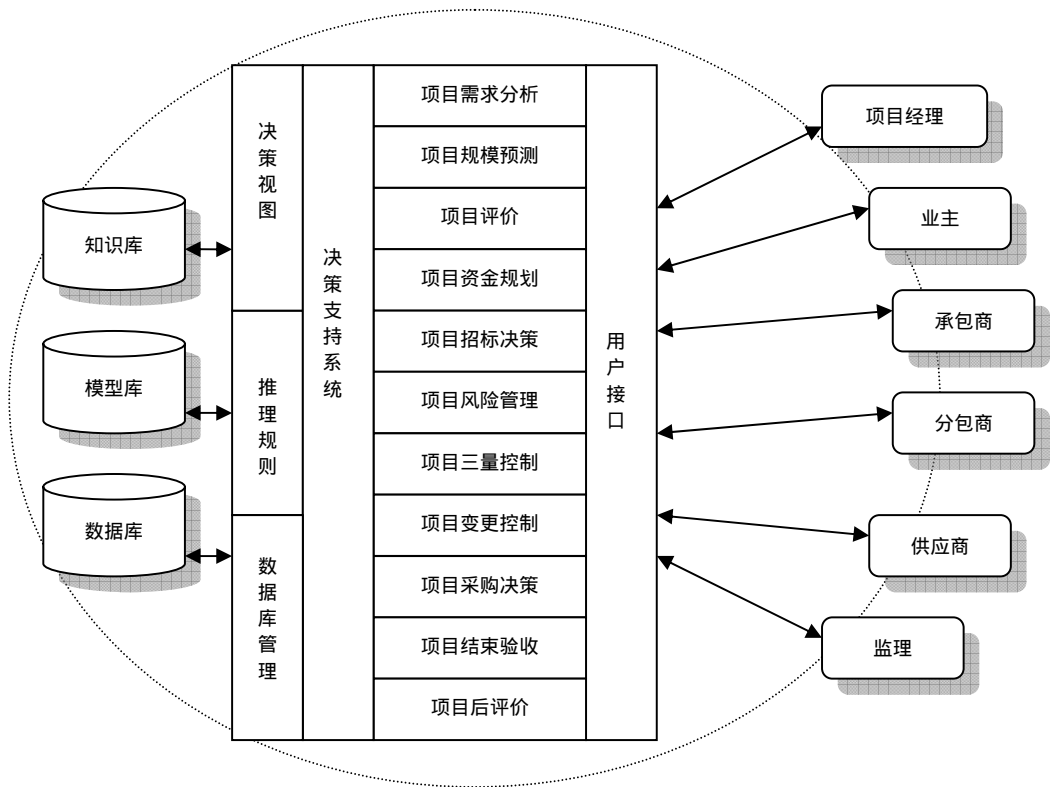 知识库
模型库
数据库
决策视图
推理规则
数据库管理
决策支持系统
项目需求分析
项目规模预测
项目评价
项目资金规划
项目招标决策
项目风险管理
项目三量控制
项目变更控制
项目采购决策
项目结束验收
项目后评价
用户接口
项目经理
业主
承包商
分包商
供应商
监理